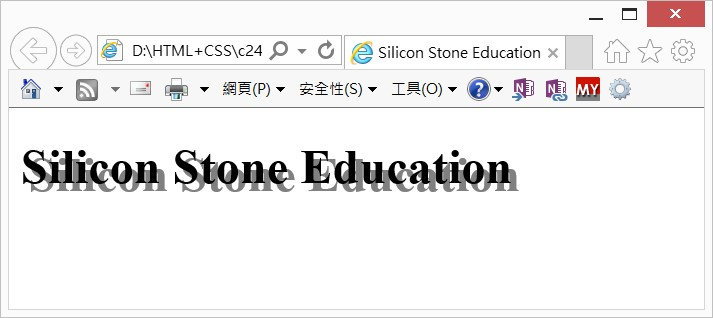 D:\HTML+CSS\c24
Silicon Stone Education
網頁(P) 安全性(S) 工具(O) ? N N MY
Silicon Stone Education